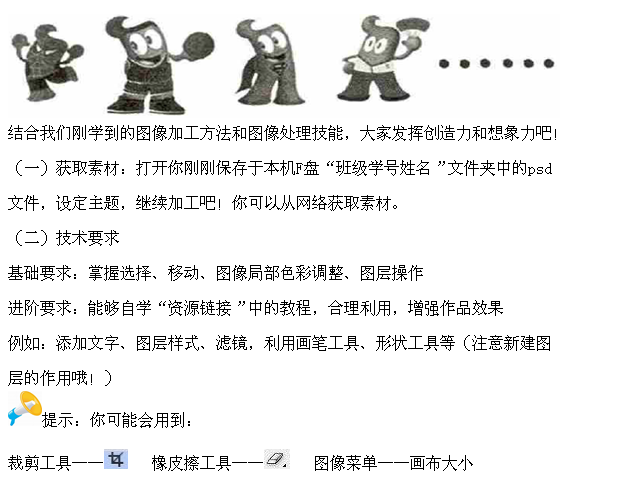 结合我们刚学到的图像加工方法和图像处理技能，大家发挥创造力和想象力吧！
（一）获取素材：打开你刚刚保存于本机F盘“班级学号姓名”文件夹中的psd
文件，设定主题，继续加工吧！你可以从网络获取素材。
（二）技术要求
基础要求：掌握选择、移动、图像局部色彩调整、图层操作
进阶要求：能够自学“资源链接”中的教程，合理利用，增强作品效果
例如：添加文字、图层样式、滤镜，利用画笔工具、形状工具等（注意新建图
层的作用哦！）
提示：你可能会用到：
裁剪工具——　橡皮擦工具——　图像菜单——画布大小